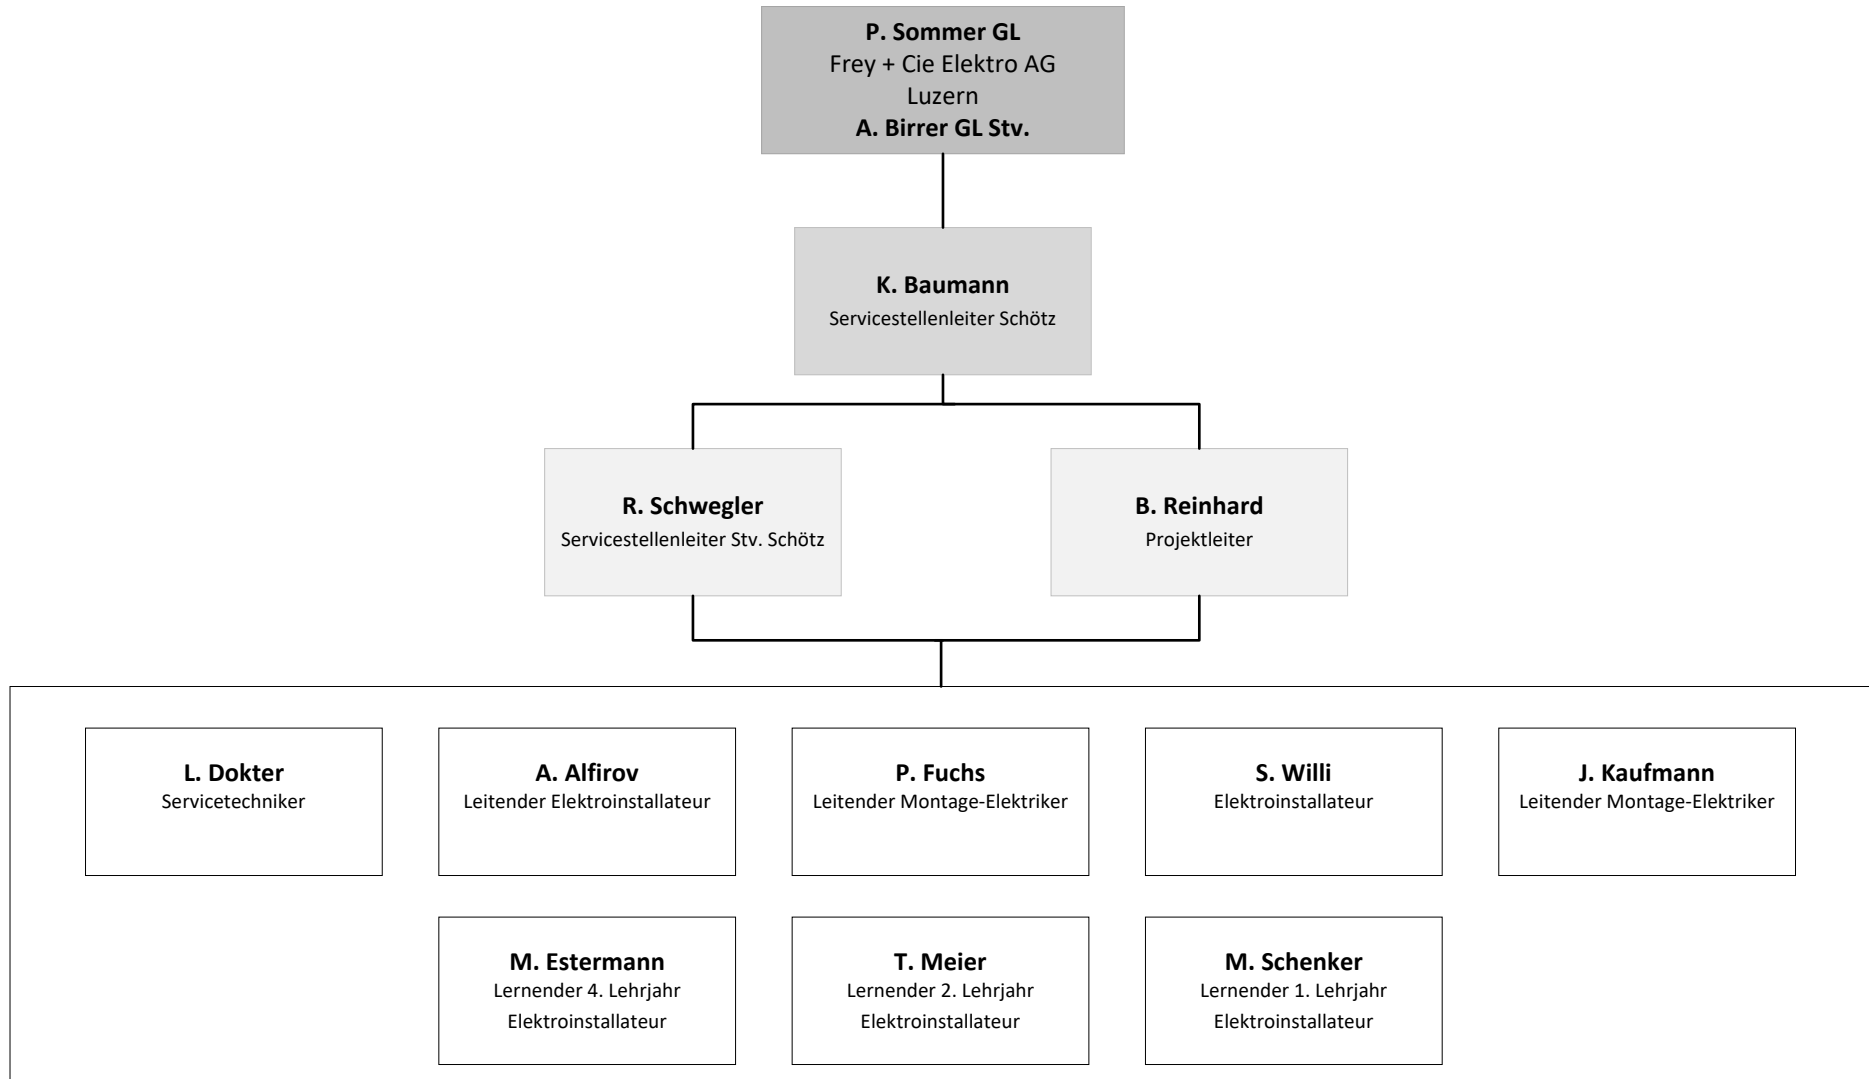 P. Sommer GL
Frey + Cie Elektro AG
Luzern
A. Birrer GL Stv.
K. Baumann
Servicestellenleiter Schötz
R. Schwegler
Servicestellenleiter Stv. Schötz
B. Reinhard
Projektleiter
L. Dokter
Servicetechniker
A. Alfirov
Leitender Elektroinstallateur
P. Fuchs
Leitender Montage-Elektriker
S. Willi
Elektroinstallateur
J. Kaufmann
Leitender Montage-Elektriker
M. Estermann
Lernender 4. Lehrjahr
Elektroinstallateur
T. Meier
Lernender 2. Lehrjahr
Elektroinstallateur
M. Schenker
Lernender 1. Lehrjahr
Elektroinstallateur